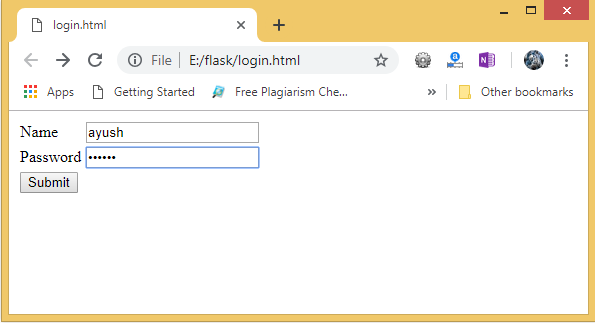 login.html
File E:/flask/login.html
Apps Getting Started Free Plagiarism Che... » Other bookmarks
Name ayush
Password ••••••
Submit